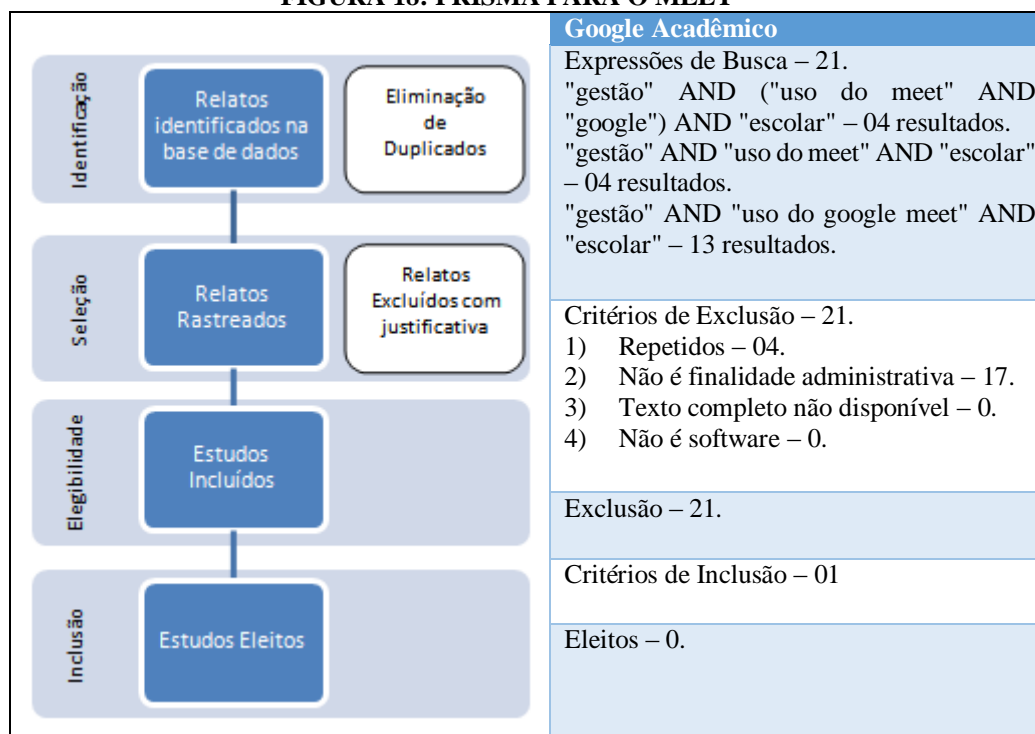 FIGURA 18: PRISMA PARA O MEET
Identificação
Relatos
identificados na
base de dados
Eliminação
de
Duplicados
Seleção
Relatos
Rastreados
Relatos
Excluídos com
justificativa
Elegibilidade
Estudos
Incluídos
Inclusão
Estudos Eleitos
Google Acadêmico
Expressões de Busca – 21.
"gestão" AND ("uso do meet" AND
"google") AND "escolar" – 04 resultados.
"gestão" AND "uso do meet" AND "escolar"
– 04 resultados.
"gestão" AND "uso do google meet" AND
"escolar" – 13 resultados.
Critérios de Exclusão – 21.
1) Repetidos – 04.
2) Não é finalidade administrativa – 17.
3) Texto completo não disponível – 0.
4) Não é software – 0.
Exclusão – 21.
Critérios de Inclusão – 01
Eleitos – 0.